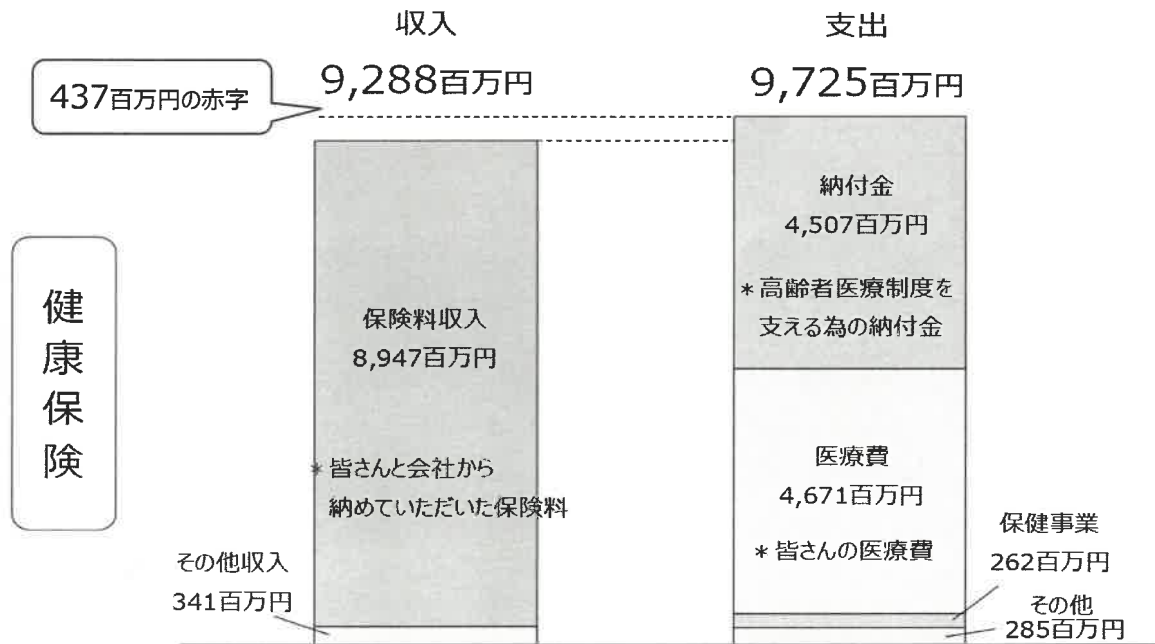 収入
9,288百万円
支出
9,725百万円
437百万円の赤字
健康保険
保険料収入
8,947百万円
* 皆さんと会社から
納めていただいた保険料
その他収入
341百万円
納付金
4,507百万円
* 高齢者医療制度を
支える為の納付金
医療費
4,671百万円
* 皆さんの医療費
保健事業
262百万円
その他
285百万円